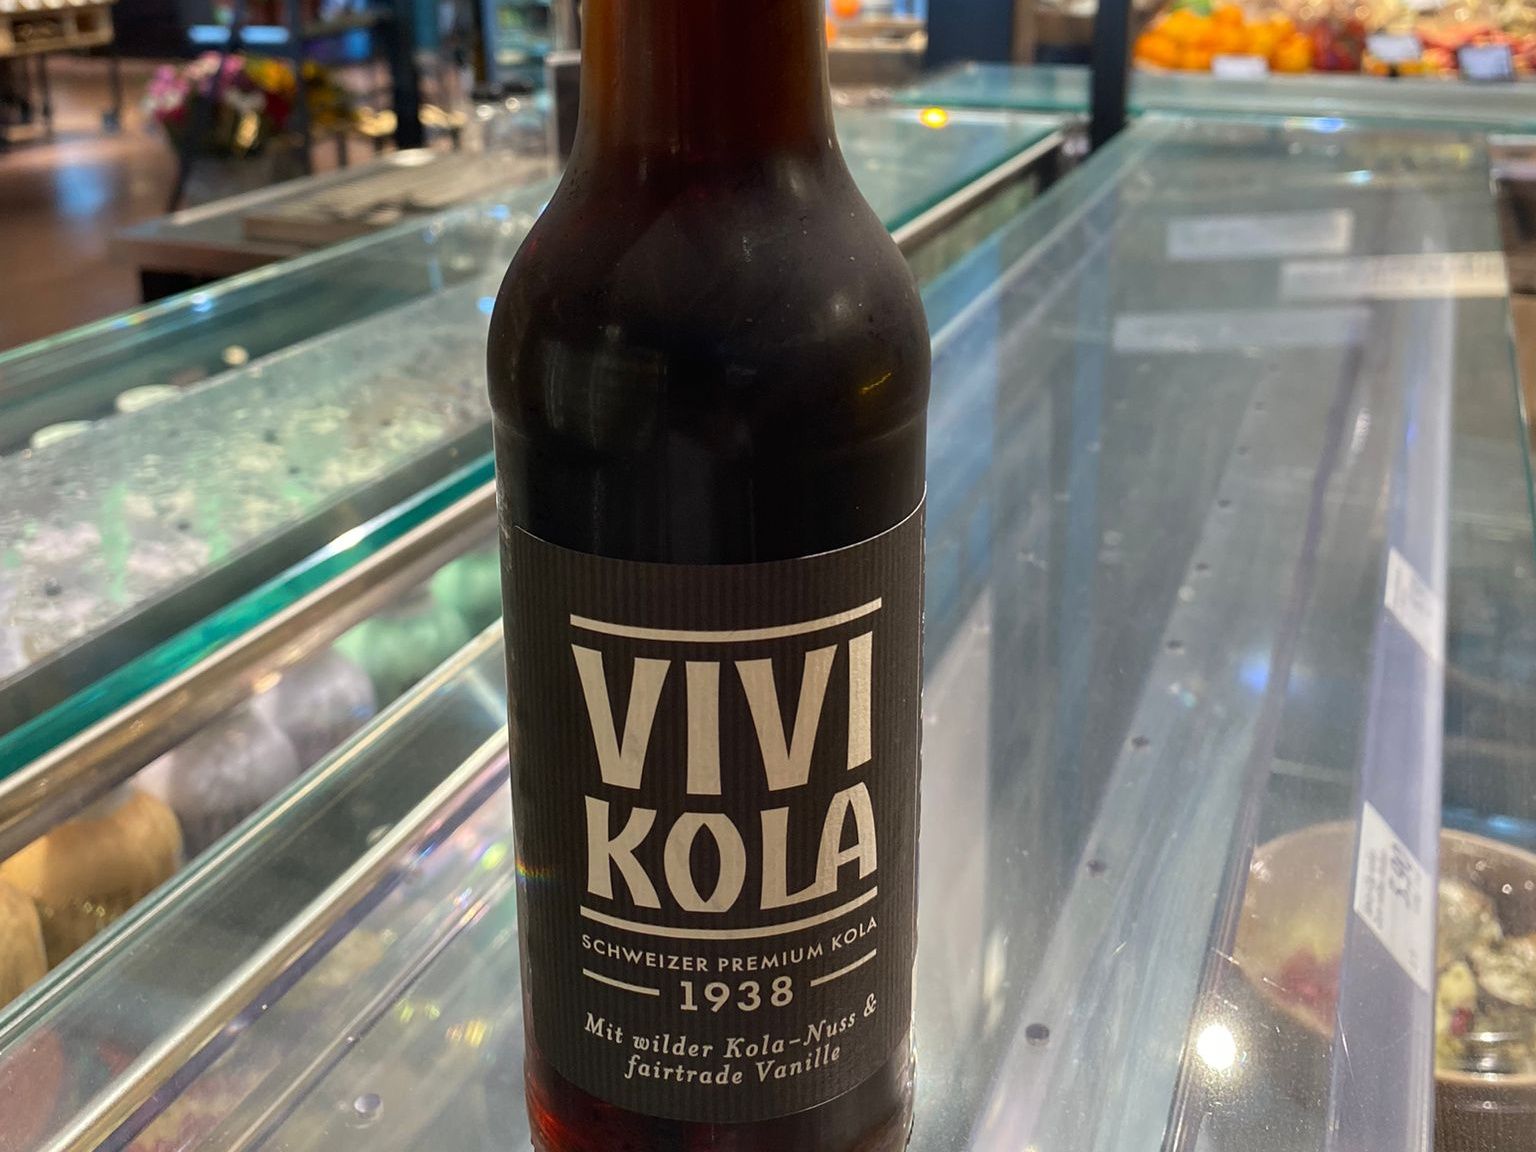 VIVI
KOLA
SCHWEIZER PREMIUM KOLA
1938
Mit wilder Kola-Nuss &
fairtrade Vanille